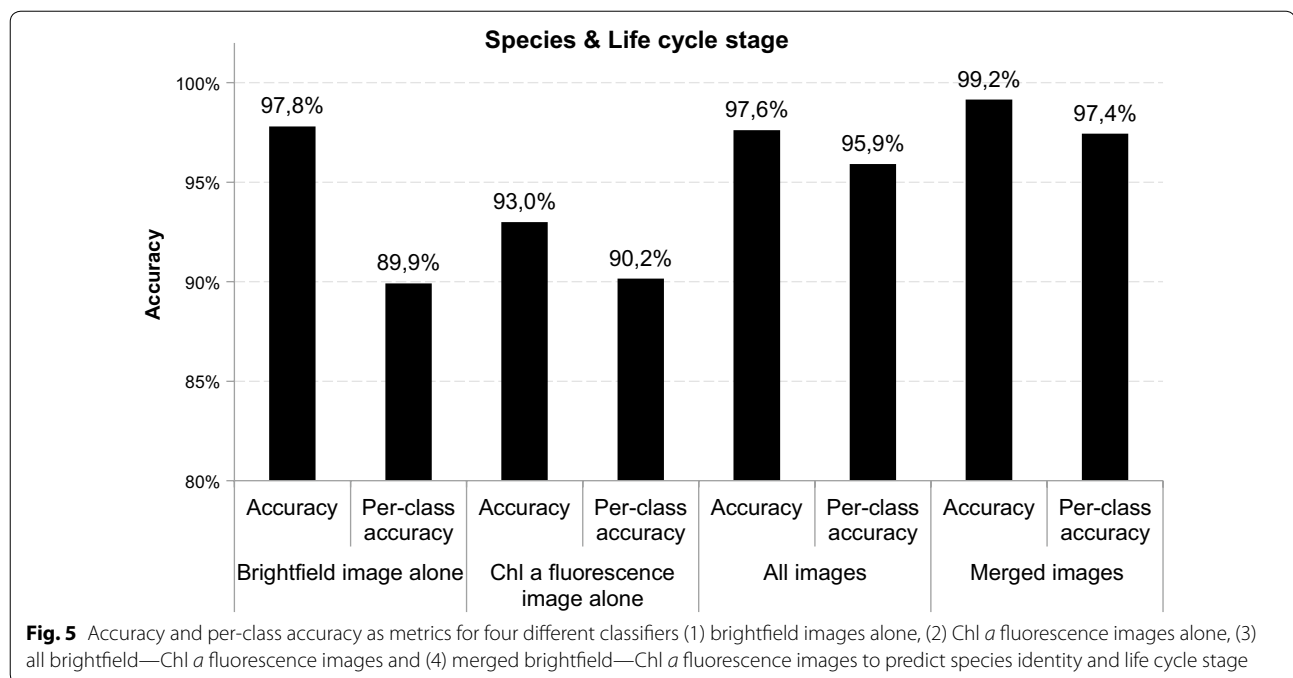 Species & Life cycle stage
100%
95%
90%
85%
80%
Accuracy
97,8%
89,9%
93,0%
90,2%
97,6%
95,9%
99,2%
97,4%
Accuracy
Per-class
accuracy
Accuracy
Per-class
accuracy
Accuracy
Per-class
accuracy
Accuracy
Per-class
accuracy
Brightfield image alone
Chl a fluorescence
image alone
All images
Merged images
Fig. 5 Accuracy and per-class accuracy as metrics for four different classifiers (1) brightfield images alone, (2) Chl a fluorescence images alone, (3)
all brightfield—Chl a fluorescence images and (4) merged brightfield—Chl a fluorescence images to predict species identity and life cycle stage